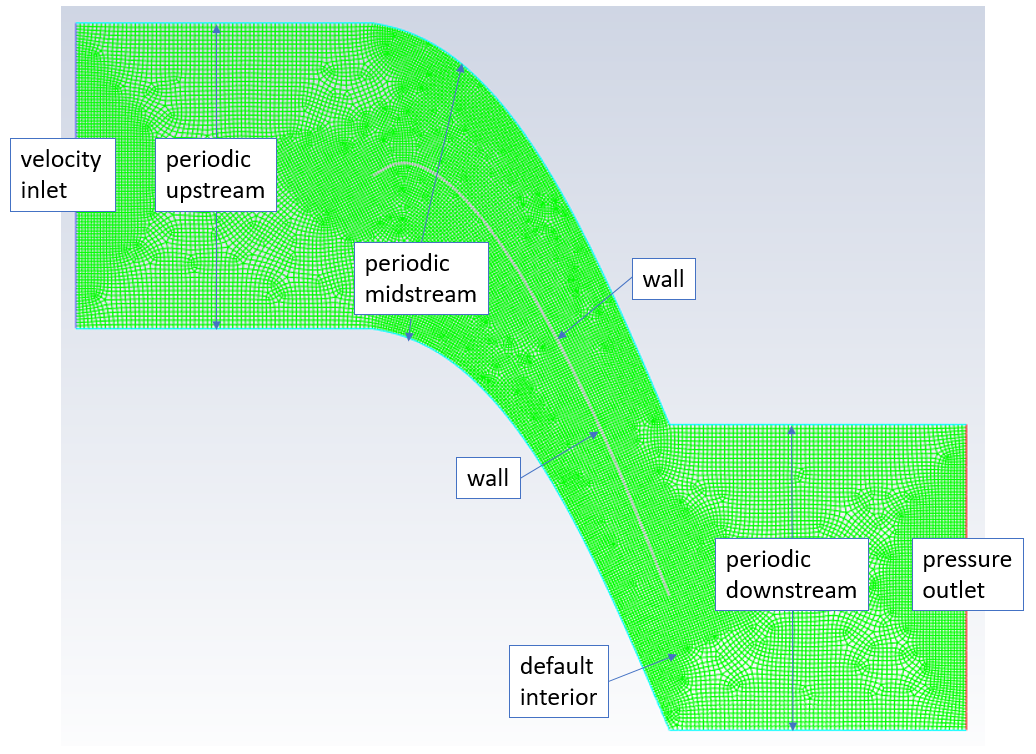 velocity
inlet
periodic
upstream
periodic
midstream
wall
wall
periodic
downstream
pressure
outlet
default
interior